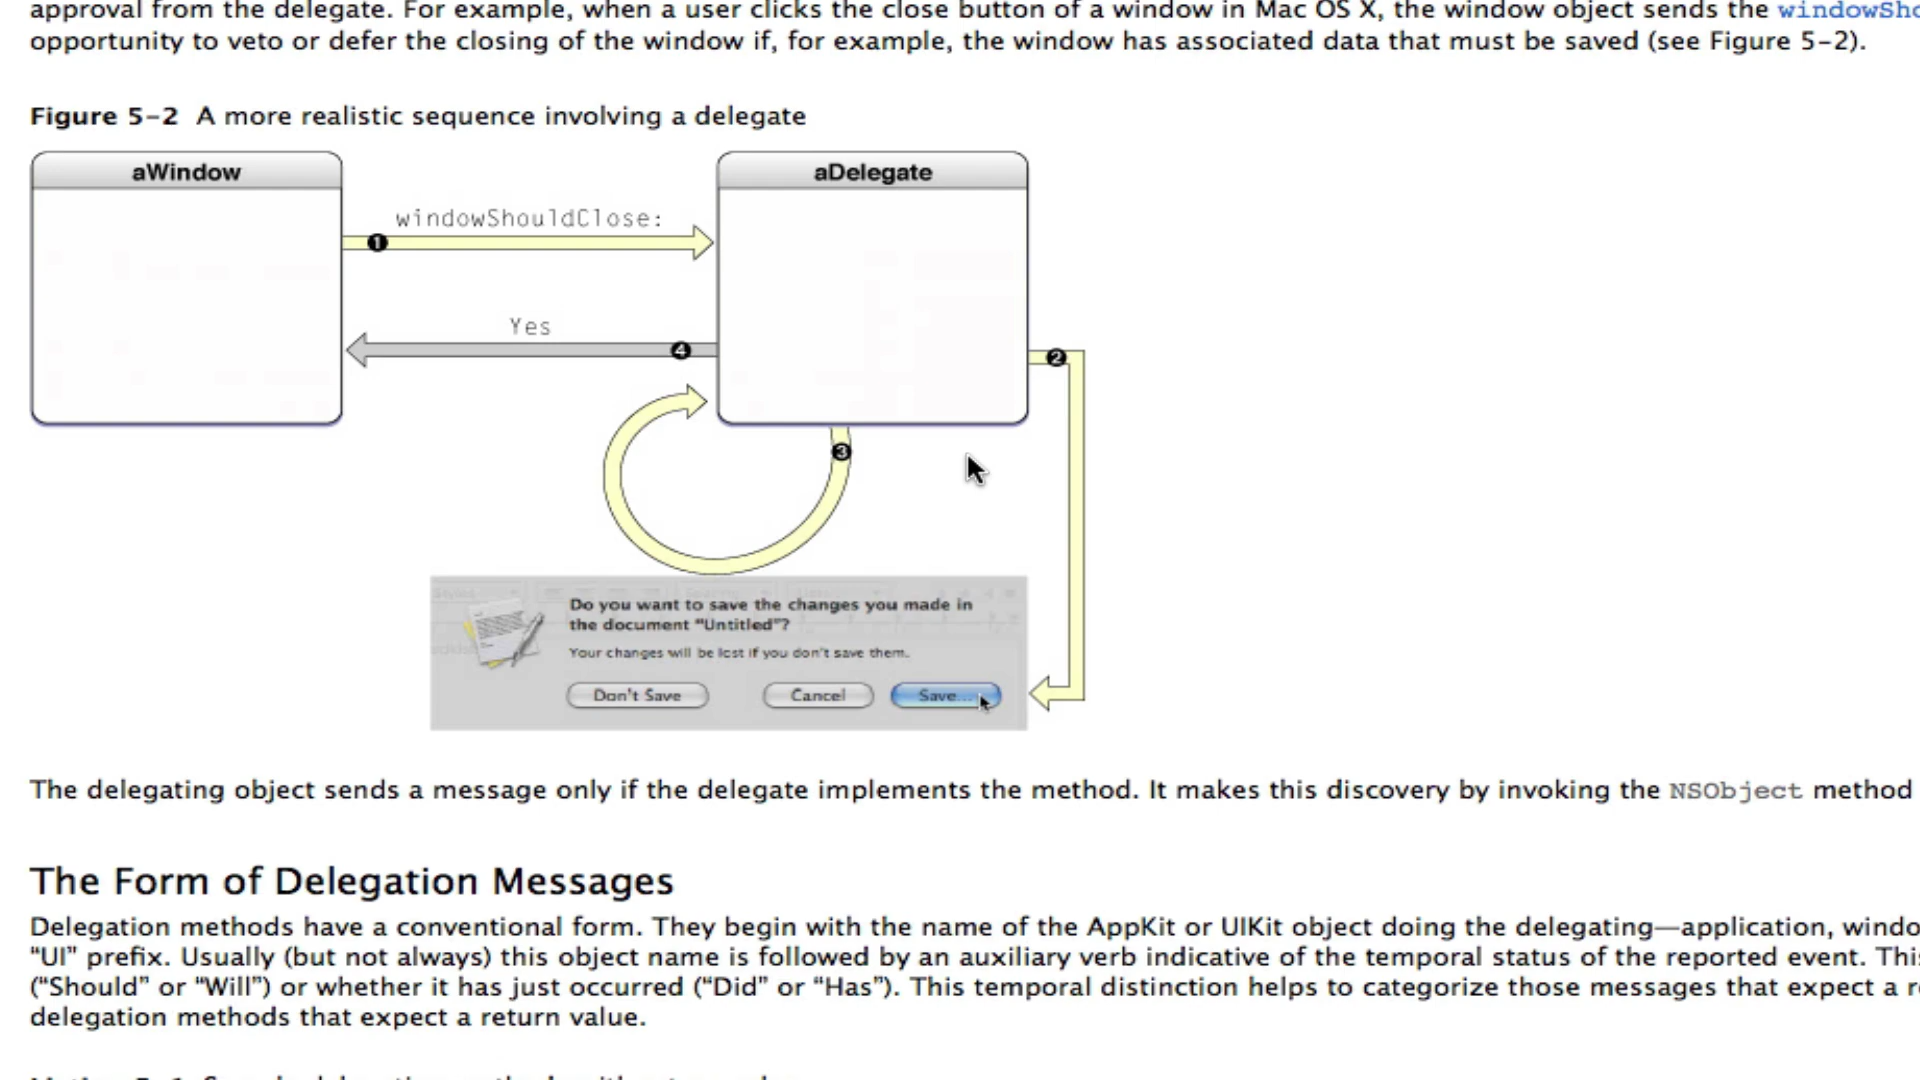 approval from the delegate. For example, when a user clicks the close button of a window in Mac OS X, the window object sends the
opportunity to veto or defer the closing of the window if, for example, the window has associated data that must be saved (see Figure 5-2).
Figure 5-2 A more realistic sequence involving a delegate
aWindow
aDelegate
windowShouldClose:
1
Yes
4
2
3
Do you want to save the changes you made in
the document "Untitled"?
Your changes will be lost if you don't save them.
Don't Save
Cancel
Save...
The delegating object sends a message only if the delegate implements the method. It makes this discovery by invoking the NSObject method
The Form of Delegation Messages
Delegation methods have a conventional form. They begin with the name of the AppKit or UIKit object doing the delegating—application,
“UI” prefix. Usually (but not always) this object name is followed by an auxiliary verb indicative of the temporal status of the reported event.
(“Should” or “Will”) or whether it has just occurred (“Did” or “Has”). This temporal distinction helps to categorize those messages that expect a
delegation methods that expect a return value.